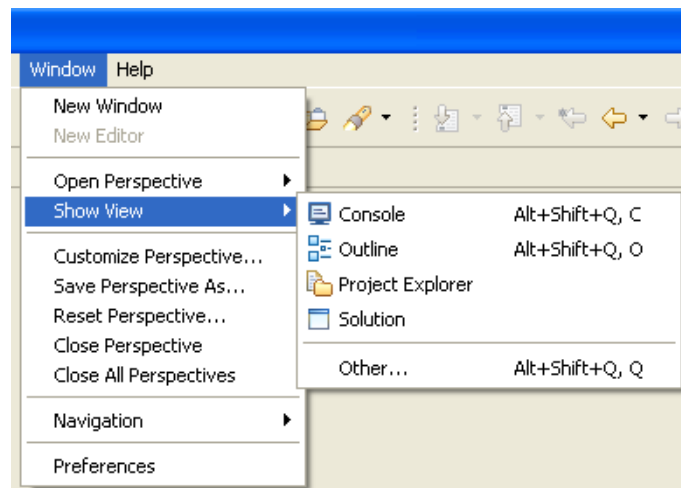 Window Help
New Window
New Editor
Open Perspective
Show View
Console Alt+Shift+Q, C
Outline Alt+Shift+Q, O
Project Explorer
Solution
Other... Alt+Shift+Q, Q
Customize Perspective...
Save Perspective As...
Reset Perspective...
Close Perspective
Close All Perspectives
Navigation
Preferences